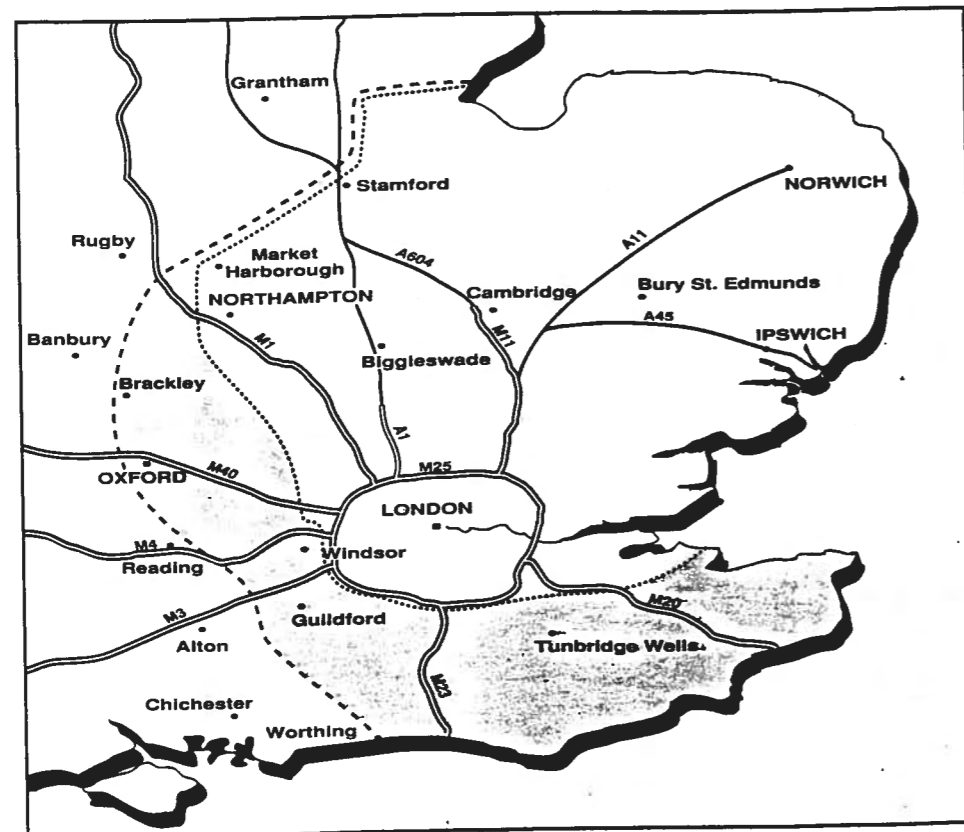 Grantham
Stamford
NORWICH
Rugby
Market
Harborough
A604
A11
NORTHAMPTON
Cambridge
Bury St. Edmunds
A45
IPSWICH
Banbury
M1
Biggleswade
M11
Brackley
A1
OXFORD
M40
M25
LONDON
M4
Reading
Windsor
M3
Guildford
M20
Alton
Tunbridge Wells
M23
Chichester
Worthing